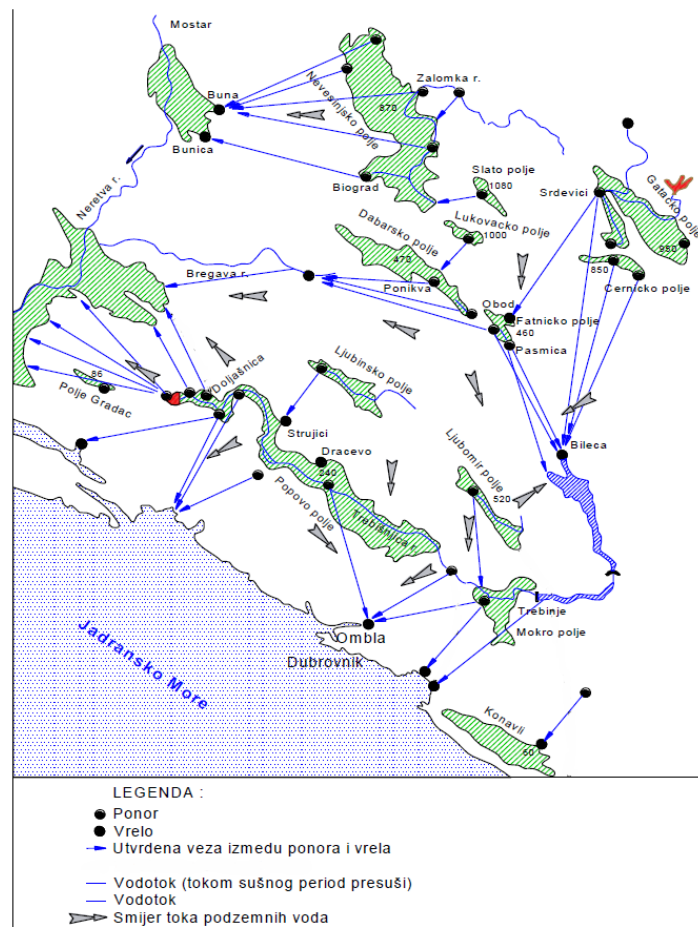 Mostar
Zalomka r.
Buna
Nevesinjsko polje
870
Bunica
Neretva r.
Biograd
Slato polje
1080
Srdevici
Gatačko polje
Lukovačko polje
1000
Dabarsko polje
950
470
850
Bregava r.
Ponikva
Cernicko polje
Obod
Fatnicko polje
460
Pasmica
Doljašnica
Ljubinsko polje
86
Polje Gradac
Strujici
Bileca
Dracevo
240
Ljubomir polje
520
Popovo polje
Trebišnjica r.
Trebinje
Ombla
Mokro polje
Dubrovnik
Jadransko More
Konavli
60
LEGENDA :
Ponor
Vrelo
Utvrdena veza izmedu ponora i vrela
Vodotok (tokom sušnog period presuši)
Vodotok
Smijer toka podzemnih voda